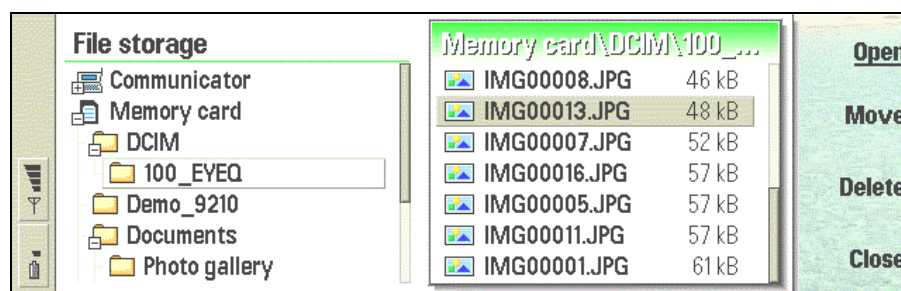 File storage
Communicator
Memory card
DCIM
100_EYEQ
Demo_9210
Documents
Photo gallery
Memory card\DCIM\100_...
IMG00008.JPG 46 kB
IMG00013.JPG 48 kB
IMG00007.JPG 52 kB
IMG00016.JPG 57 kB
IMG00005.JPG 57 kB
IMG00011.JPG 57 kB
IMG00001.JPG 61 kB
Open
Move
Delete
Close